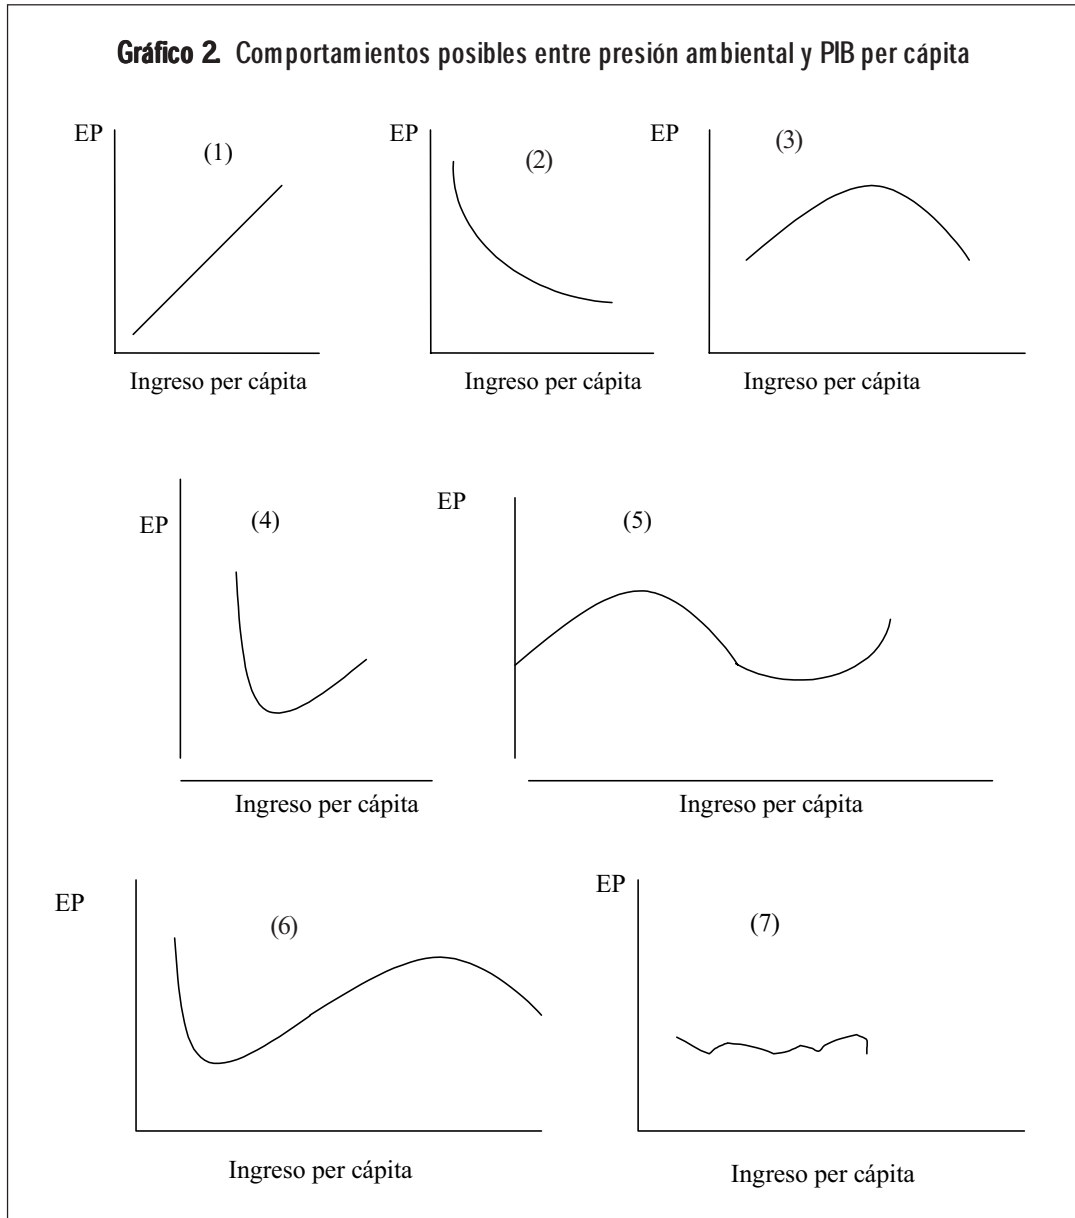 Gráfico 2. Comportamientos posibles entre presión ambiental y PIB per cápita
EP
(1)
Ingreso per cápita
EP
(2)
Ingreso per cápita
EP
(3)
Ingreso per cápita
EP
(4)
Ingreso per cápita
EP
(5)
Ingreso per cápita
EP
(6)
Ingreso per cápita
EP
(7)
Ingreso per cápita